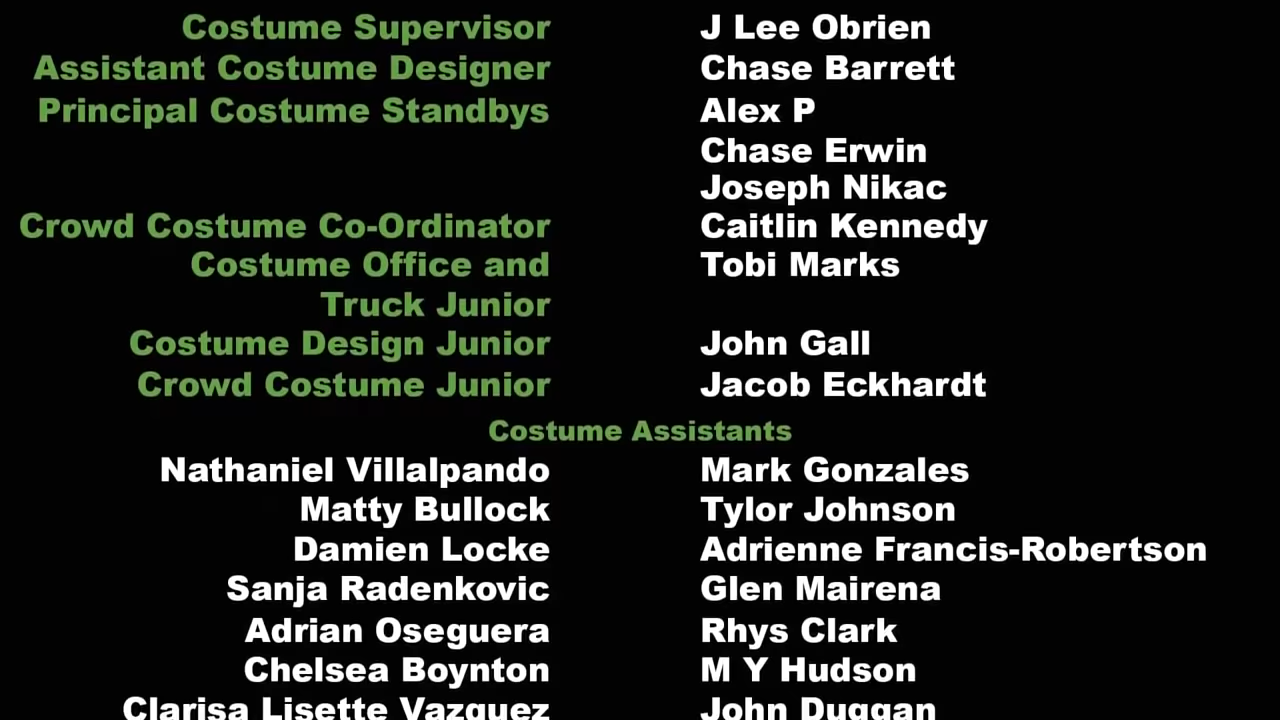 Costume Supervisor J Lee Obrien
Assistant Costume Designer Chase Barrett
Principal Costume Standbys Alex P
Chase Erwin
Joseph Nikac
Crowd Costume Co-Ordinator Caitlin Kennedy
Costume Office and Tobi Marks
Truck Junior
Costume Design Junior John Gall
Crowd Costume Junior Jacob Eckhardt
Costume Assistants
Nathaniel Villalpando Mark Gonzales
Matty Bullock Tylor Johnson
Damien Locke Adrienne Francis-Robertson
Sanja Radenkovic Glen Mairena
Adrian Oseguera Rhys Clark
Chelsea Boynton M Y Hudson
Clarisa Lisette Vazquez John Duggan